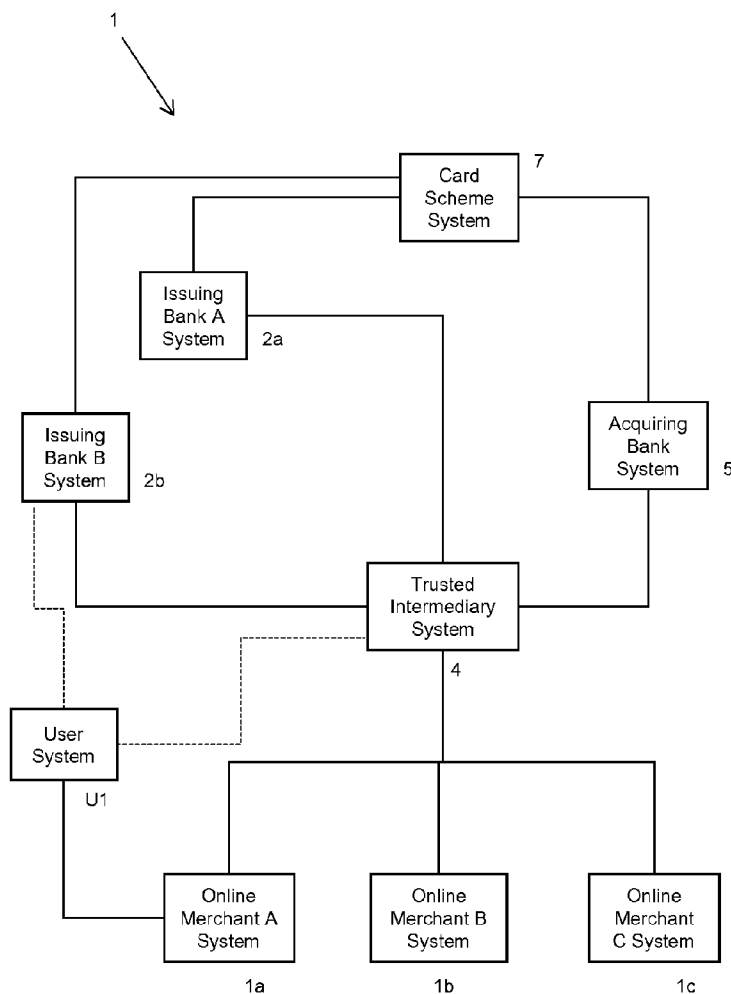 1
7
Card
Scheme
System
Issuing
Bank A
System
2a
Issuing
Bank B
System
2b
Acquiring
Bank
System
5
Trusted
Intermediary
System
4
User
System
U1
Online
Merchant A
System
1a
Online
Merchant B
System
1b
Online
Merchant
C System
1c